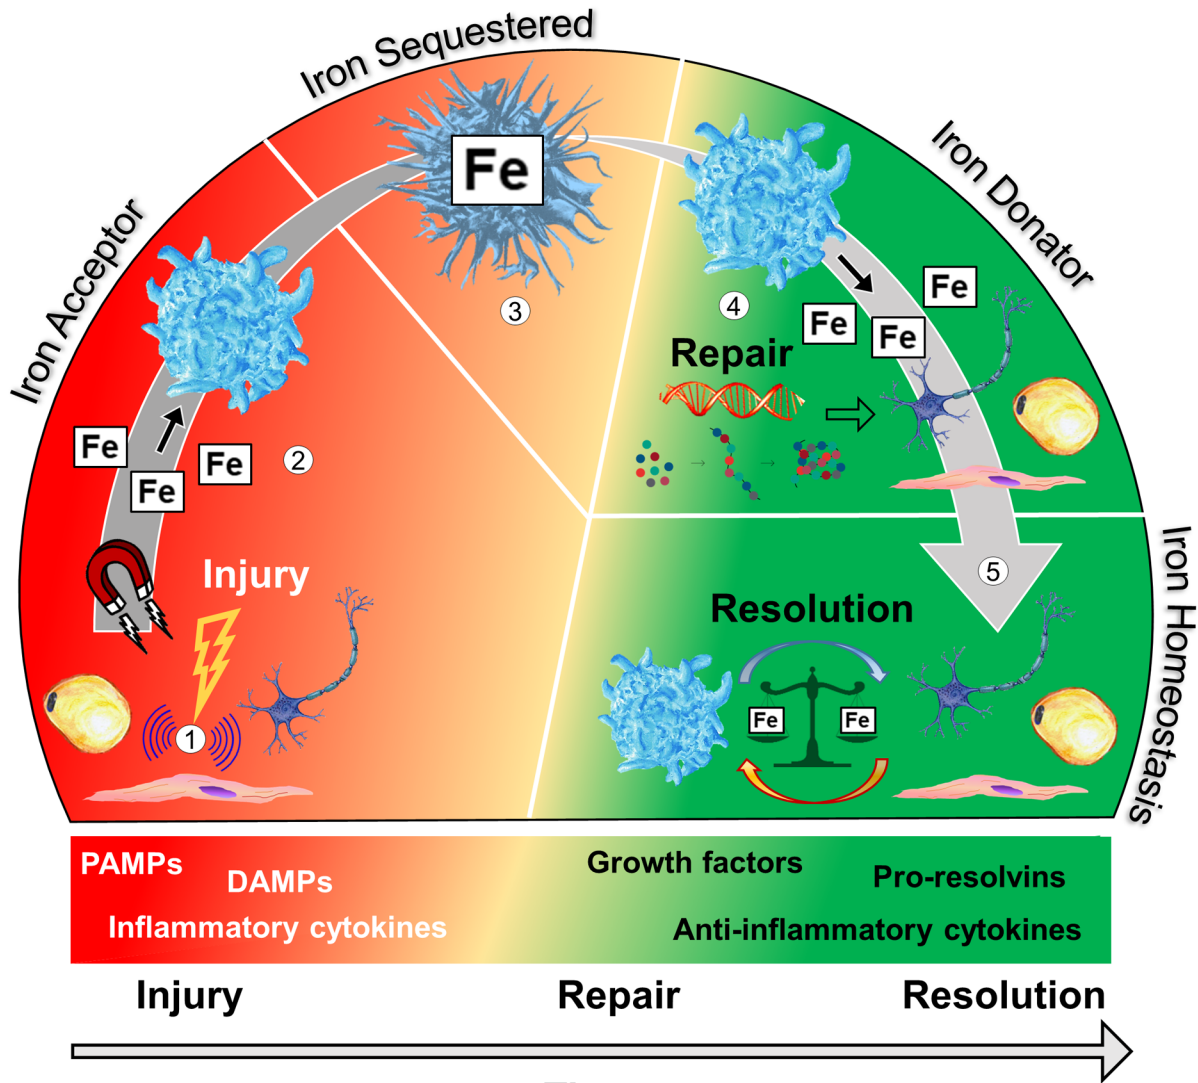 Iron Sequestered
Iron Acceptor
Iron Donator
Iron Homeostasis
Fe
3
4
Fe
Fe
Fe
Repair
Fe
Fe
Fe
2
Injury
1
5
Resolution
Fe
Fe
PAMPs
DAMPs
Inflammatory cytokines
Growth factors
Pro-resolvins
Anti-inflammatory cytokines
Injury
Repair
Resolution